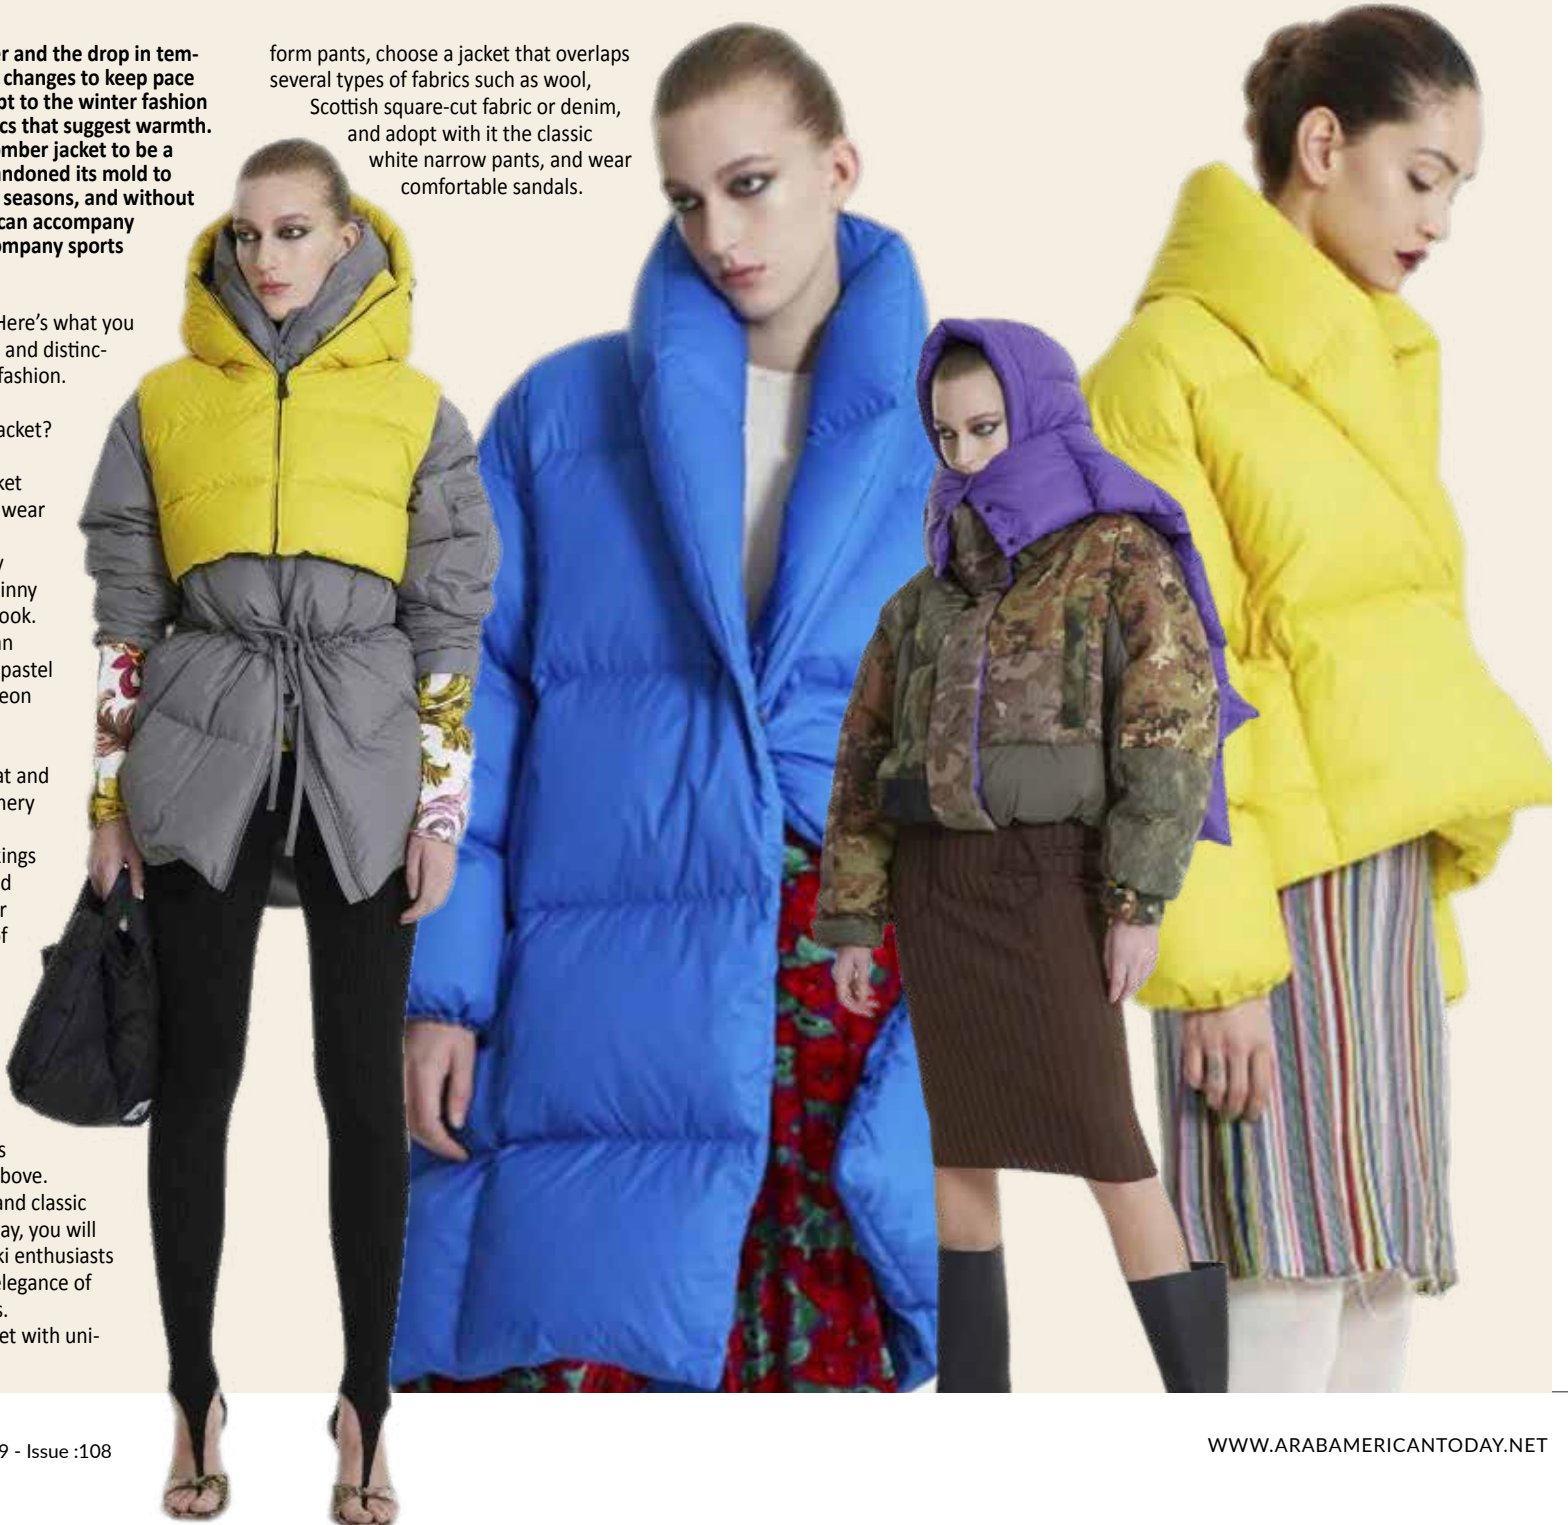 r and the drop in tem-
changes to keep pace
pt to the winter fashion
cs that suggest warmth.
omber jacket to be a
andoned its mold to
seasons, and without
can accompany
ompany sports
Here's what you
and distinc-
fashion.
acket?
ket
wear
y
inny
ook.
an
pastel
eon
at and
nery
tings
d
r
of
s
bove.
and classic
ay, you will
ki enthusiasts
elegance of
s.
et with uni-
form pants, choose a jacket that overlaps
several types of fabrics such as wool,
Scottish square-cut fabric or denim,
and adopt with it the classic
white narrow pants, and wear
comfortable sandals.
9 - Issue :108
WWW.ARABAMERICANTODAY.NET